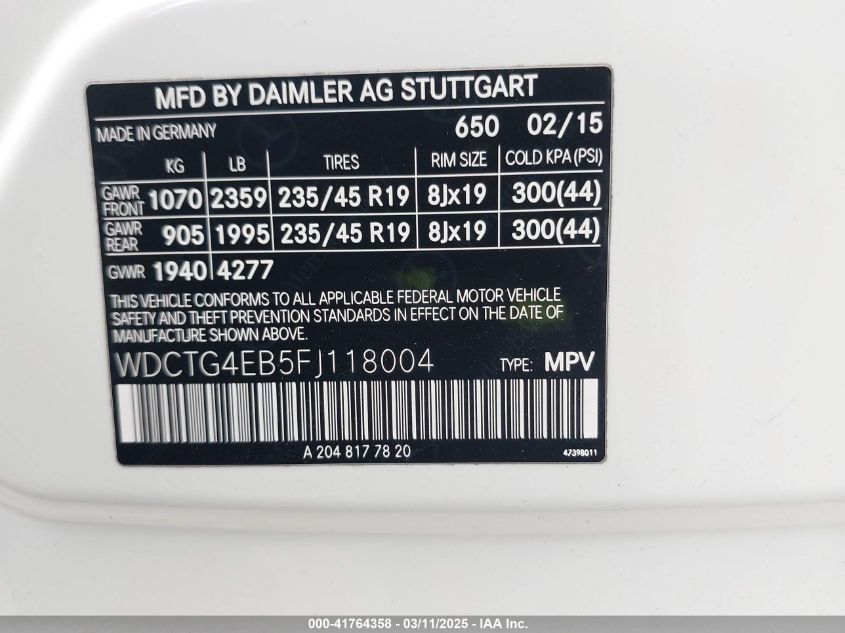 MFD BY DAIMLER AG STUTTGART
MADE IN GERMANY 650 02/15
KG LB TIRES RIM SIZE COLD KPA (PSI)
GAWR FRONT 1070 2359 235/45 R19 8Jx19 300(44)
GAWR REAR 905 1995 235/45 R19 8Jx19 300(44)
GVWR 1940 4277
THIS VEHICLE CONFORMS TO ALL APPLICABLE FEDERAL MOTOR VEHICLE
SAFETY AND THEFT PREVENTION STANDARDS IN EFFECT ON THE DATE OF
MANUFACTURE SHOWN ABOVE.
WDCTG4EB5FJ118004 TYPE: MPV
A 204 817 78 20 47398011
000-41764358 - 03/11/2025 - IAA Inc.